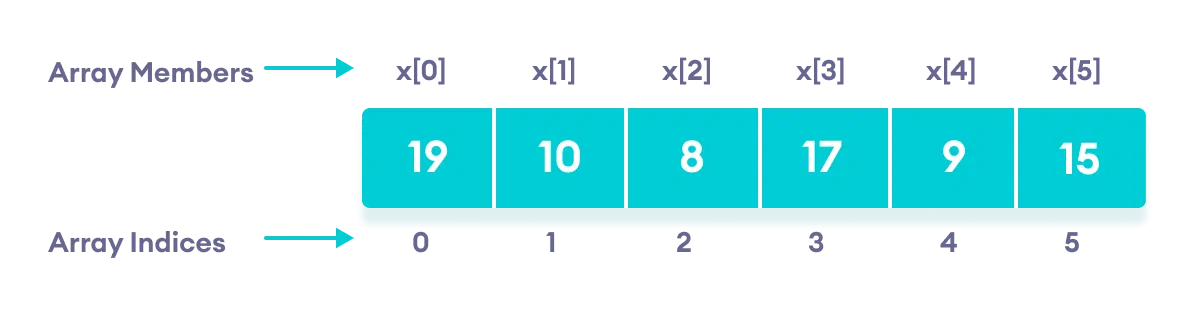 Array Members x[0] x[1] x[2] x[3] x[4] x[5]
19 10 8 17 9 15
Array Indices 0 1 2 3 4 5